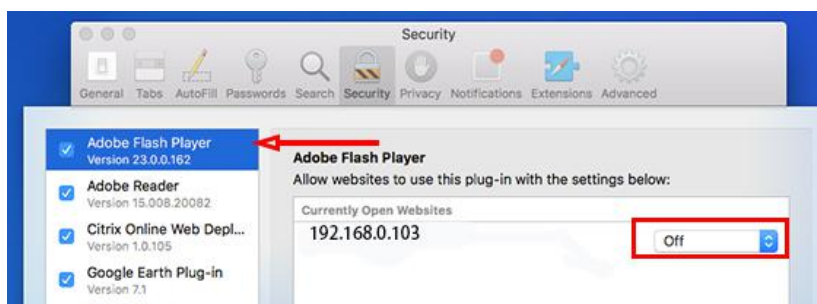 Security
General Tabs AutoFill Passwords Search Security Privacy Notifications Extensions Advanced
Adobe Flash Player
Version 23.0.0.162
Adobe Reader
Version 15.008.20082
Citrix Online Web Depl...
Version 1.0.105
Google Earth Plug-in
Version 7.1
Adobe Flash Player
Allow websites to use this plug-in with the settings below:
Currently Open Websites
192.168.0.103
Off